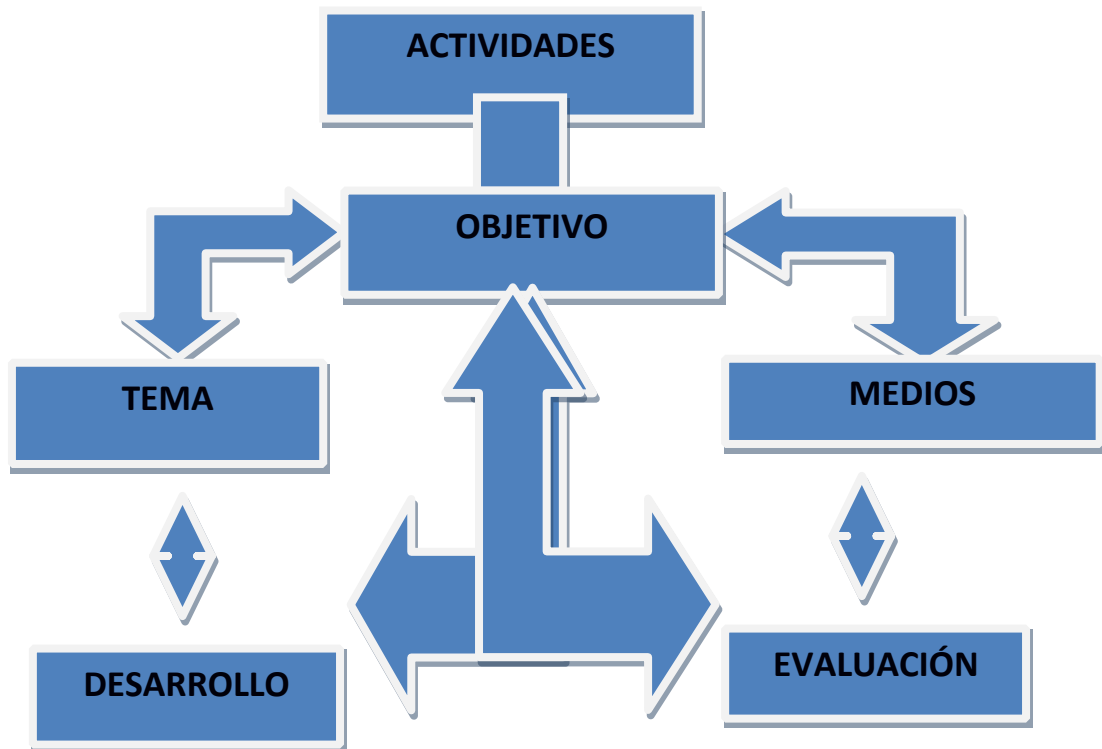 ACTIVIDADES
OBJETIVO
TEMA
MEDIOS
DESARROLLO
EVALUACIÓN